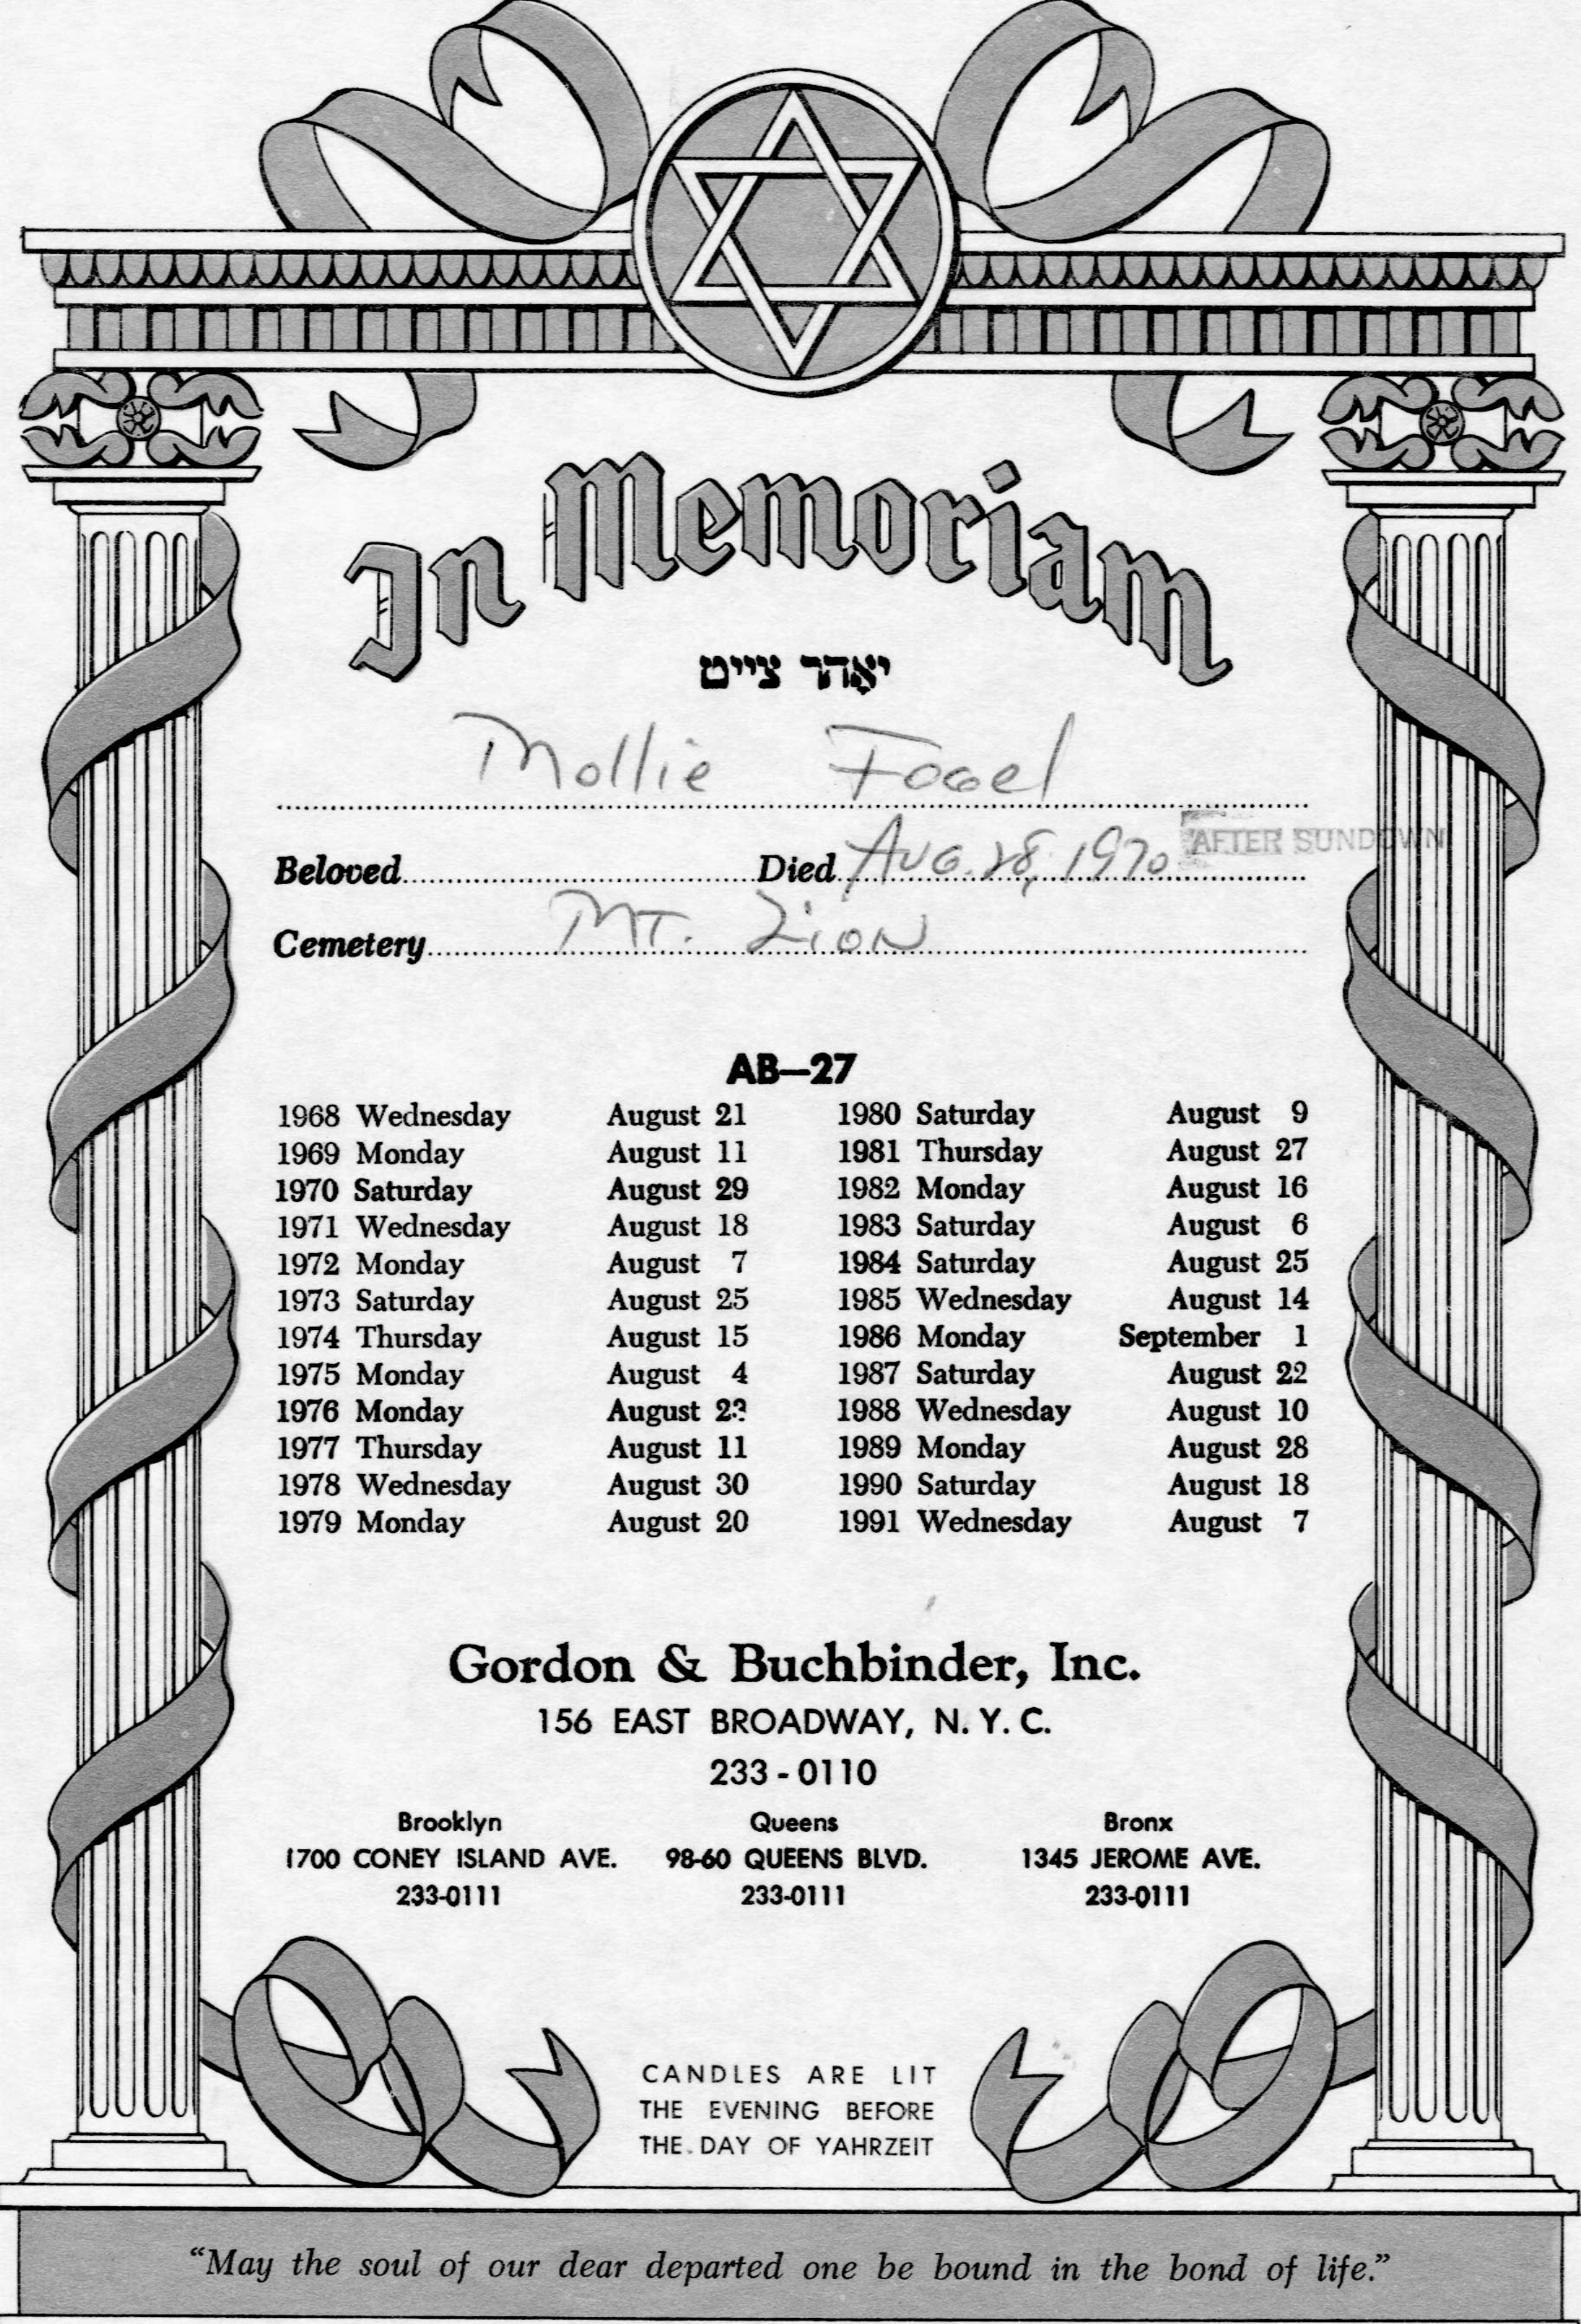 In Memoriam
יאָהר צייט
Mollie Fogel
Beloved Died Aug. 28, 1970 AFTER SUNDOWN
Cemetery Mt. Zion
AB—27
1968 Wednesday August 21 1980 Saturday August 9
1969 Monday August 11 1981 Thursday August 27
1970 Saturday August 29 1982 Monday August 16
1971 Wednesday August 18 1983 Saturday August 6
1972 Monday August 7 1984 Saturday August 25
1973 Saturday August 25 1985 Wednesday August 14
1974 Thursday August 15 1986 Monday September 1
1975 Monday August 4 1987 Saturday August 22
1976 Monday August 23 1988 Wednesday August 10
1977 Thursday August 11 1989 Monday August 28
1978 Wednesday August 30 1990 Saturday August 18
1979 Monday August 20 1991 Wednesday August 7
Gordon & Buchbinder, Inc.
156 EAST BROADWAY, N. Y. C.
233 - 0110
Brooklyn Queens Bronx
1700 CONEY ISLAND AVE. 98-60 QUEENS BLVD. 1345 JEROME AVE.
233-0111 233-0111 233-0111
CANDLES ARE LIT
THE EVENING BEFORE
THE DAY OF YAHRZEIT
“May the soul of our dear departed one be bound in the bond of life.”